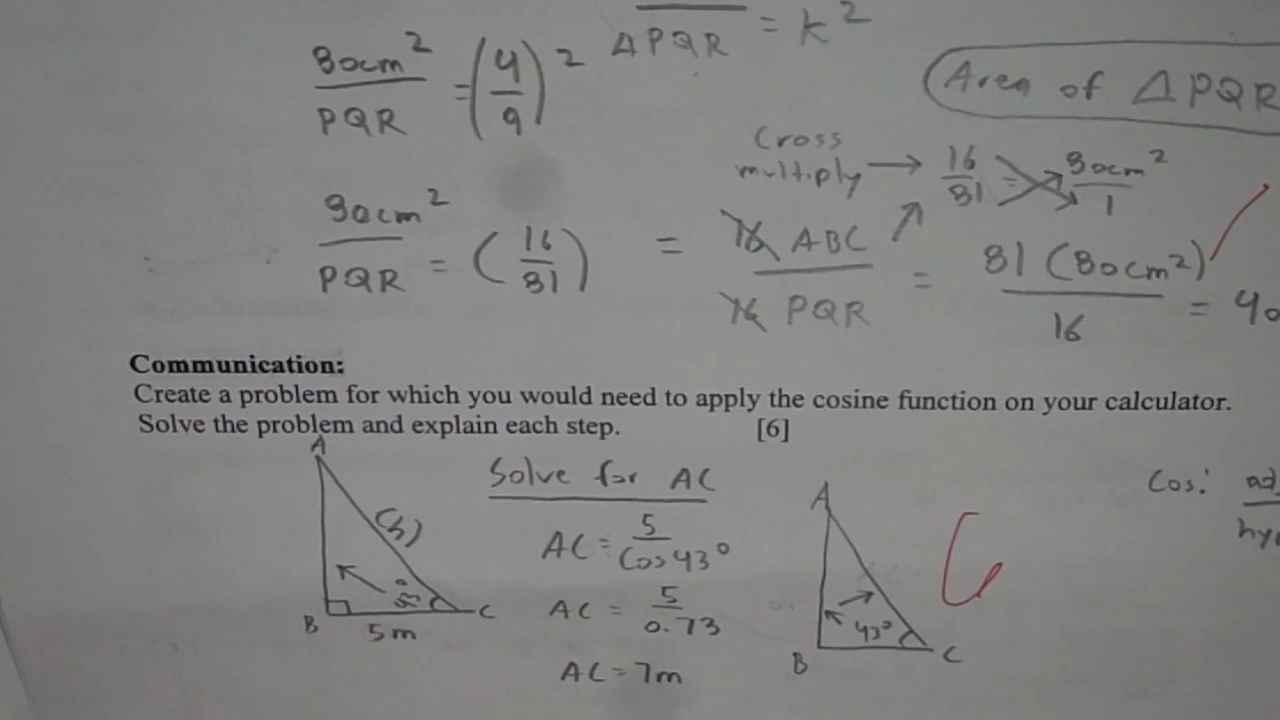 80cm² / PQR = (4/9)² ΔPQR = k²
Area of ΔPQR
Cross multiply → 16/81 = 80cm²/1
80cm² / PQR = (16/81) = 16 ABC / 16 PQR = 81 (80cm²) / 16 = 40
Communication:
Create a problem for which you would need to apply the cosine function on your calculator.
Solve the problem and explain each step. [6]
A
(h)
B
5m
C
Solve for AC
AC = 5 / Cos43°
AC = 5 / 0.73
AC = 7m
A
43°
B
C
6
Cos: ad / hy